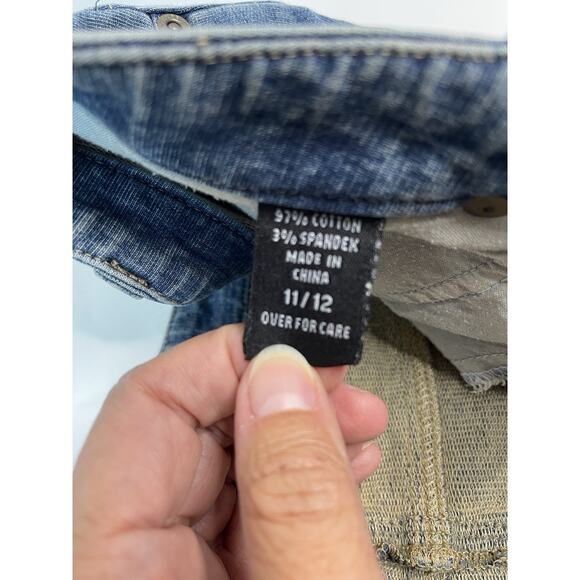 97% COTTON
3% SPANDEX
MADE IN
CHINA
11/12
OVER FOR CARE